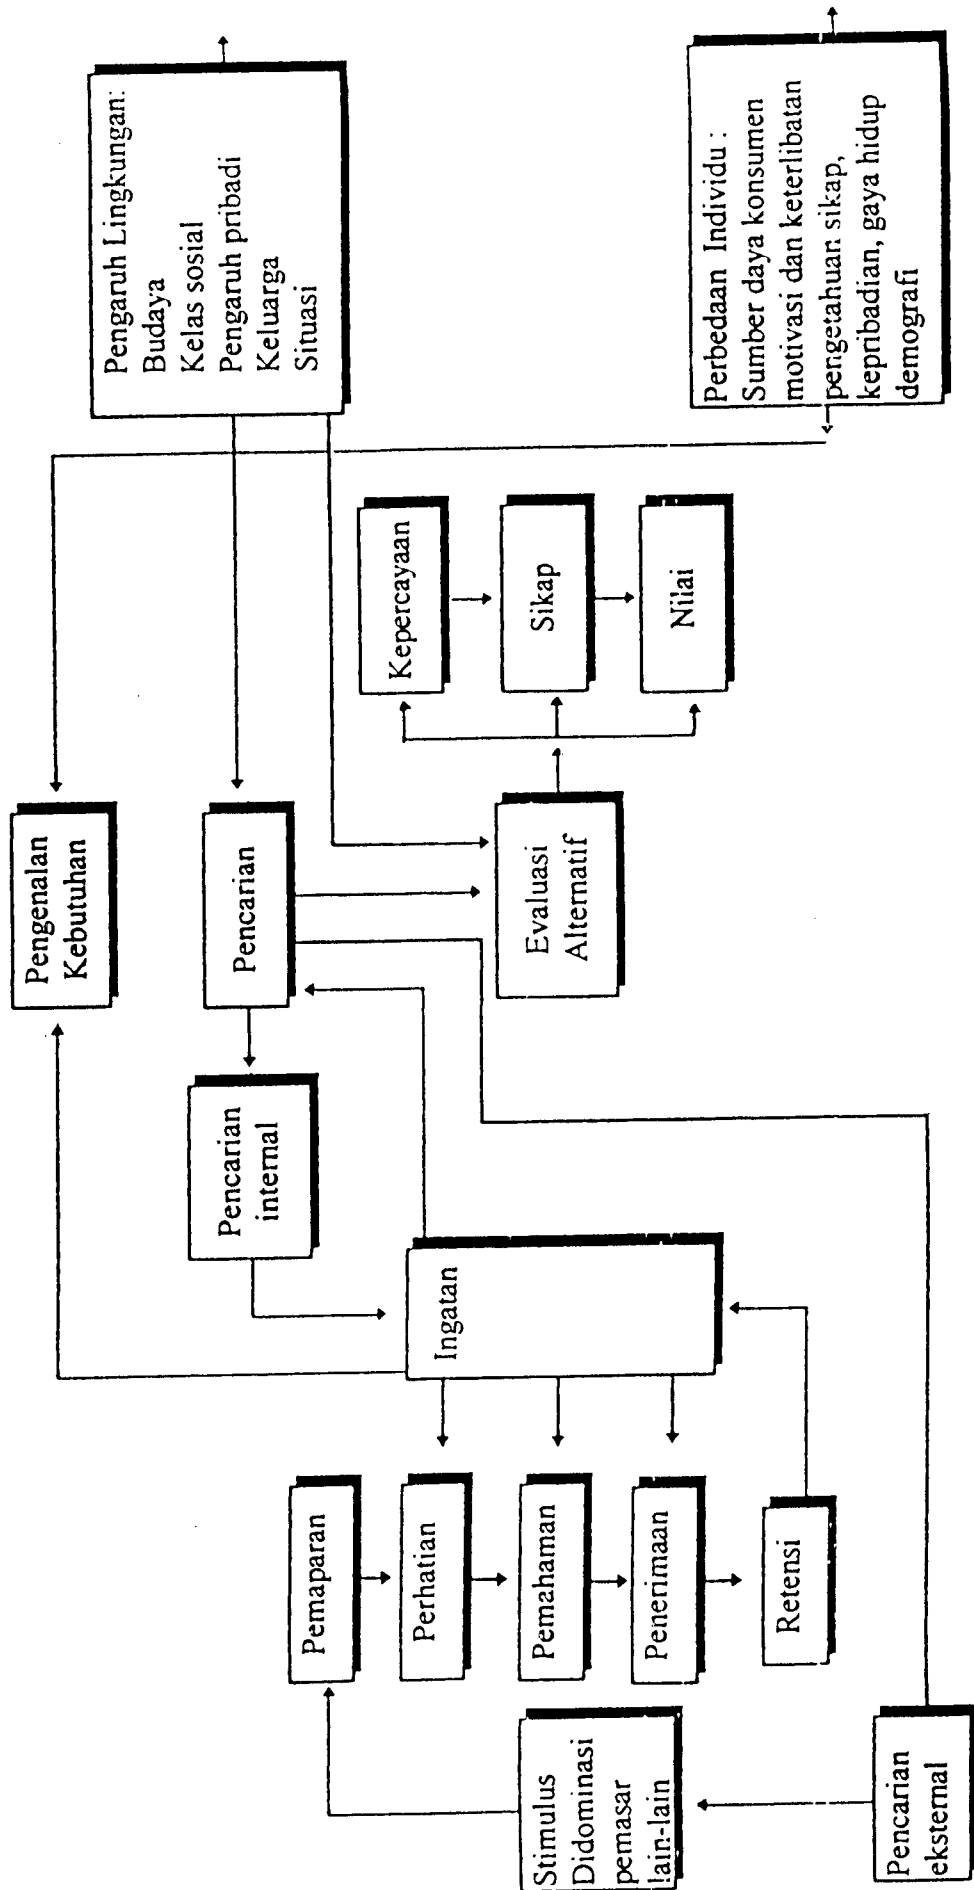 Pengenalan
Kebutuhan
Pencarian
internal
Pencarian
Pengaruh Lingkungan:
Budaya
Kelas sosial
Pengaruh pribadi
Keluarga
Situasi
Pemaparan
Perhatian
Pemahaman
Penerimaan
Retensi
Ingatan
Stimulus
Didominasi
pemasar
lain-lain
Pencarian
eksternal
Evaluasi
Alternatif
Kepercayaan
Sikap
Nilai
Perbedaan Individu :
Sumber daya konsumen
motivasi dan keterlibatan
pengetahuan sikap,
kepribadian, gaya hidup
demografi